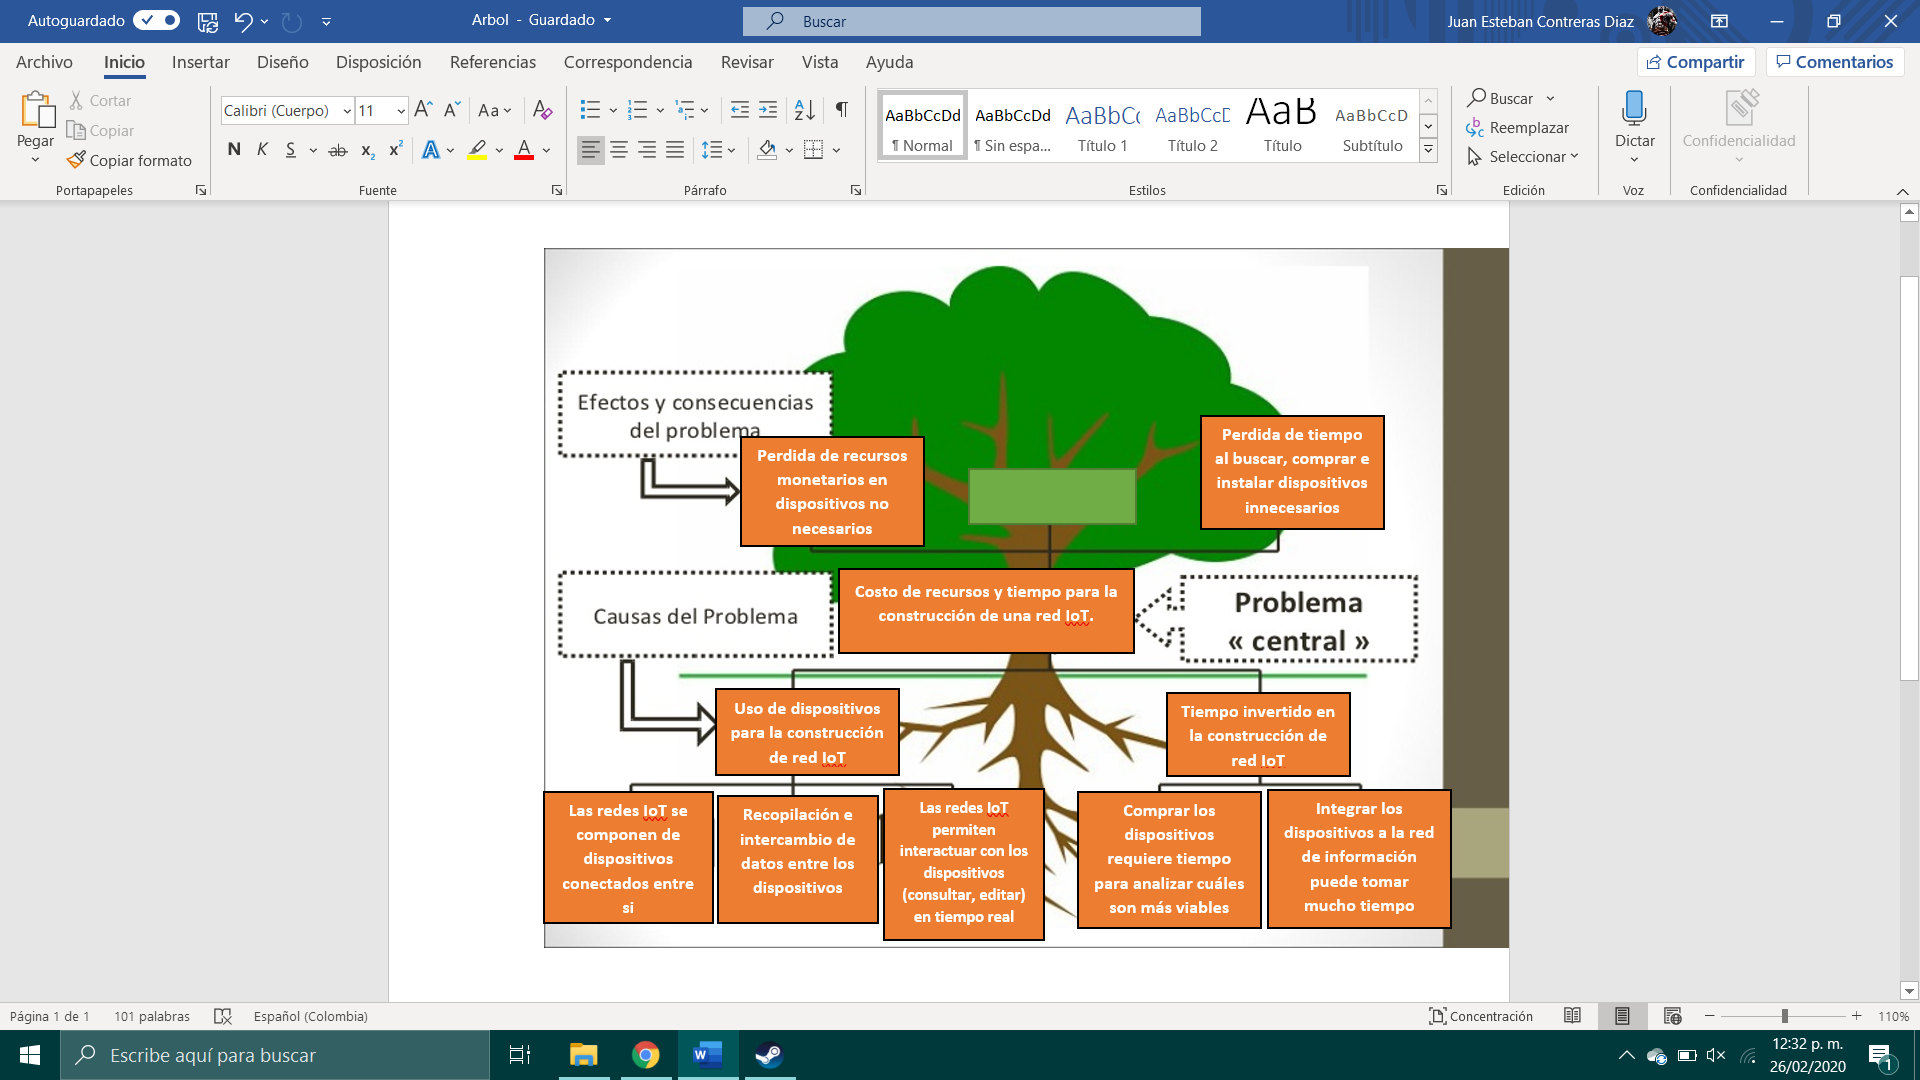 Autoguardado
Arbol - Guardado
Buscar
Juan Esteban Contreras Diaz
Archivo
Inicio
Insertar
Diseño
Disposición
Referencias
Correspondencia
Revisar
Vista
Ayuda
Compartir
Comentarios
Pegar
Cortar
Copiar
Copiar formato
Portapapeles
Calibri (Cuerpo)
11
Aa
N K S ab x₂ x² A A
Fuente
Párrafo
AaBbCcDd
¶ Normal
AaBbCcDd
¶ Sin espa...
AaBbCc
Título 1
AaBbCcD
Título 2
AaB
Título
AaBbCcD
Subtítulo
Estilos
Buscar
Reemplazar
Seleccionar
Edición
Dictar
Voz
Confidencialidad
Confidencialidad
Efectos y consecuencias
del problema
Perdida de recursos
monetarios en
dispositivos no
necesarios
Perdida de tiempo
al buscar, comprar e
instalar dispositivos
innecesarios
Causas del Problema
Costo de recursos y tiempo para la
construcción de una red IoT.
Problema
« central »
Uso de dispositivos
para la construcción
de red IoT
Tiempo invertido en
la construcción de
red IoT
Las redes IoT se
componen de
dispositivos
conectados entre
si
Recopilación e
intercambio de
datos entre los
dispositivos
Las redes IoT
permiten
interactuar con los
dispositivos
(consultar, editar)
en tiempo real
Comprar los
dispositivos
requiere tiempo
para analizar cuáles
son más viables
Integrar los
dispositivos a la red
de información
puede tomar
mucho tiempo
Página 1 de 1
101 palabras
Español (Colombia)
Concentración
110%
Escribe aquí para buscar
12:32 p. m.
26/02/2020
1